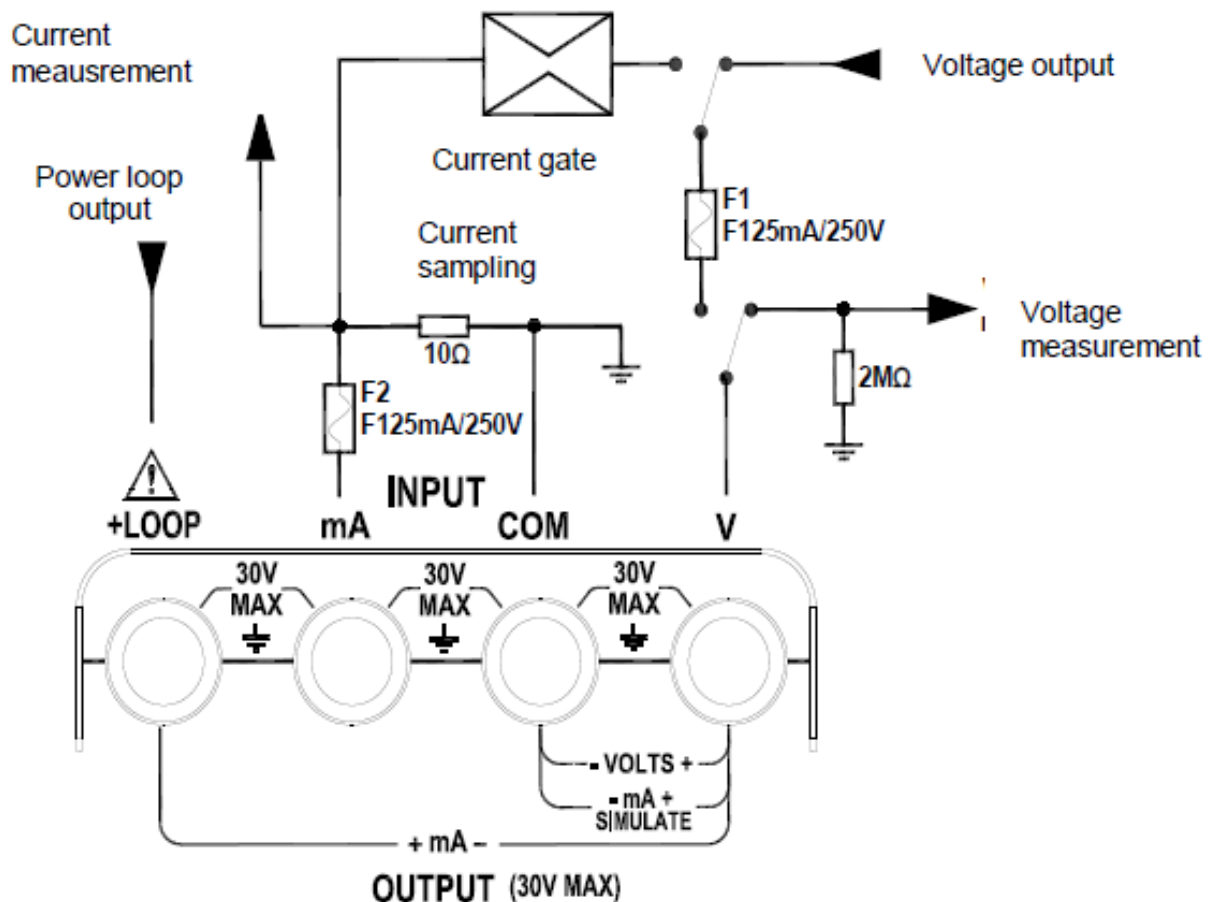 Current
meausrement
Voltage output
Power loop
output
Current gate
F1
F125mA/250V
Current
sampling
Voltage
measurement
10Ω
2MΩ
F2
F125mA/250V
INPUT
+LOOP
mA
COM
V
30V
MAX
30V
MAX
30V
MAX
- VOLTS +
- mA +
SIMULATE
+ mA -
OUTPUT (30V MAX)